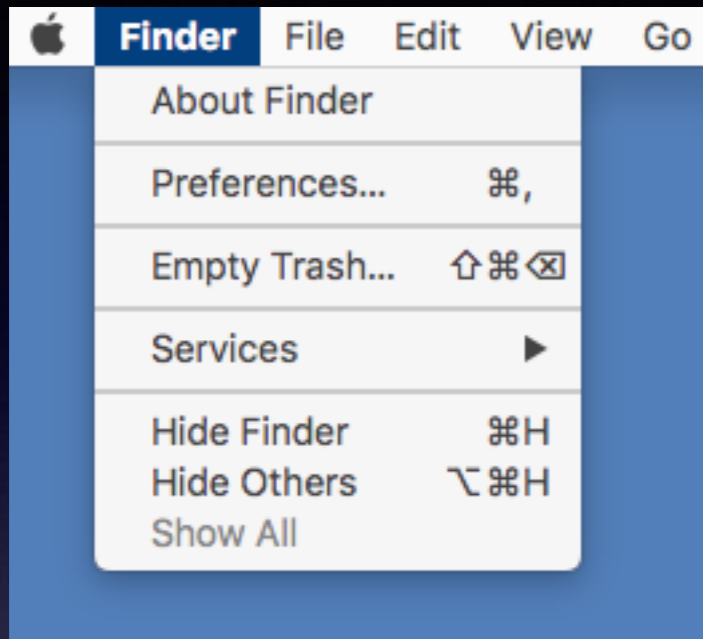 Finder File Edit View Go
About Finder
Preferences... ⌘,
Empty Trash... ⇧⌘⌫
Services ▶
Hide Finder ⌘H
Hide Others ⌥⌘H
Show All